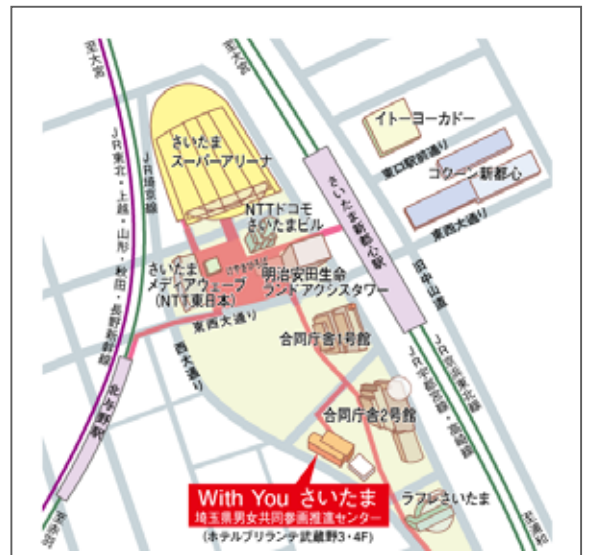 至大宮
至大宮
JR東北・上越・山形・秋田・長野新幹線
JR埼京線
さいたま
スーパーアリーナ
イトーヨーカドー
東口駅前通り
コクーン新都心
東西大通り
さいたま新都心駅
旧中山道
NTTドコモ
さいたまビル
けやきひろば
さいたま
メディアウェーブ
(NTT東日本)
明治安田生命
ランドアクシスタワー
東西大通り
西大通り
合同庁舎1号館
北与野駅
JR京浜東北線
JR宇都宮線・高崎線
合同庁舎2号館
With You さいたま
埼玉県男女共同参画推進センター
(ホテルブリランテ武蔵野3・4F)
ラフレさいたま
至赤羽
至浦和